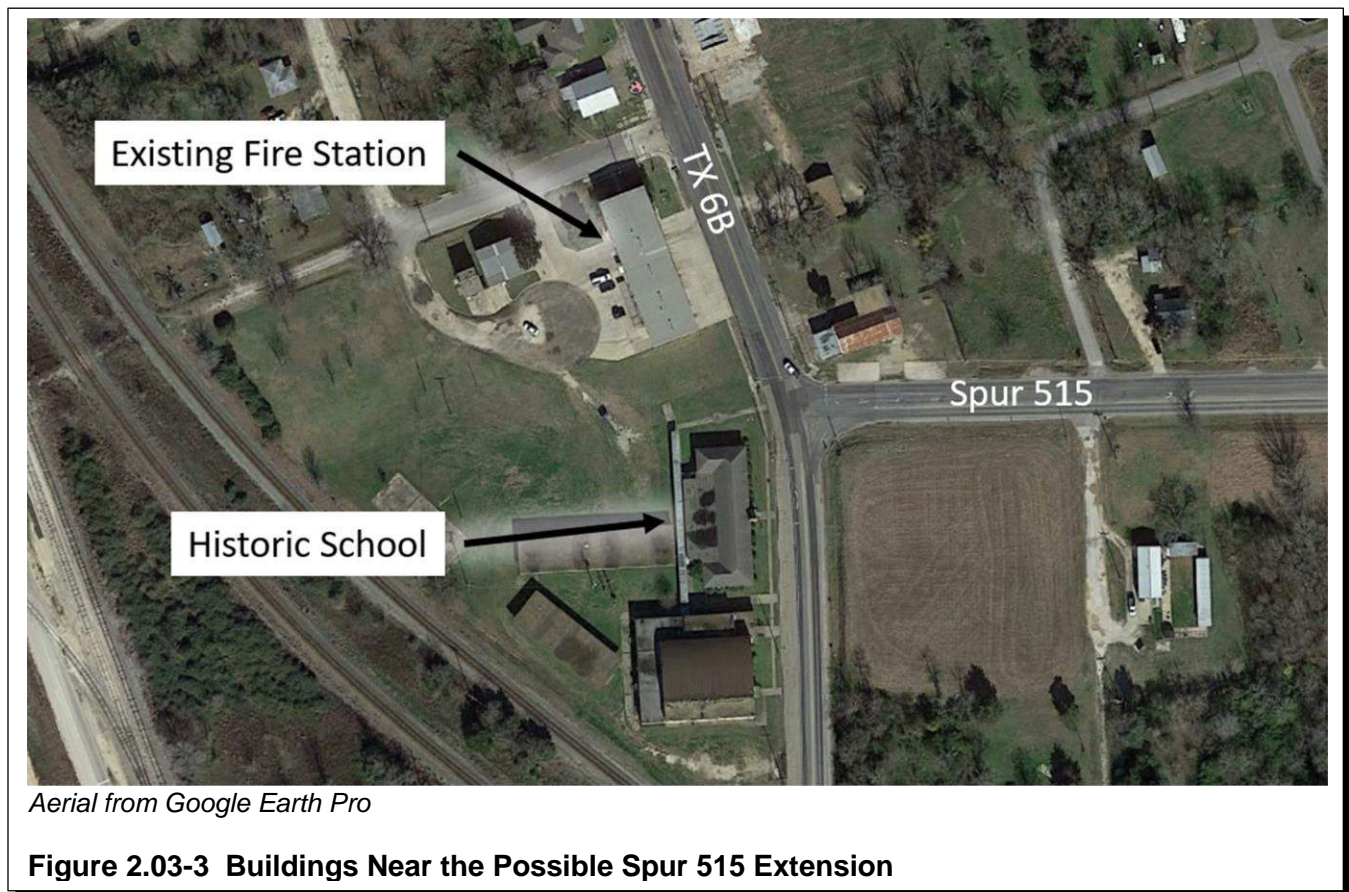 Existing Fire Station
TX 6B
Spur 515
Historic School
Aerial from Google Earth Pro
Figure 2.03-3 Buildings Near the Possible Spur 515 Extension